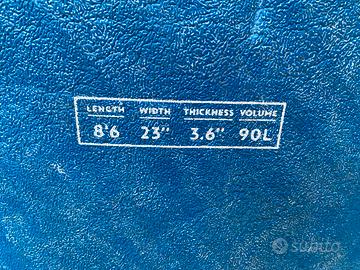 LENGTH WIDTH THICKNESS VOLUME
8'6 23" 3.6" 90L
subito